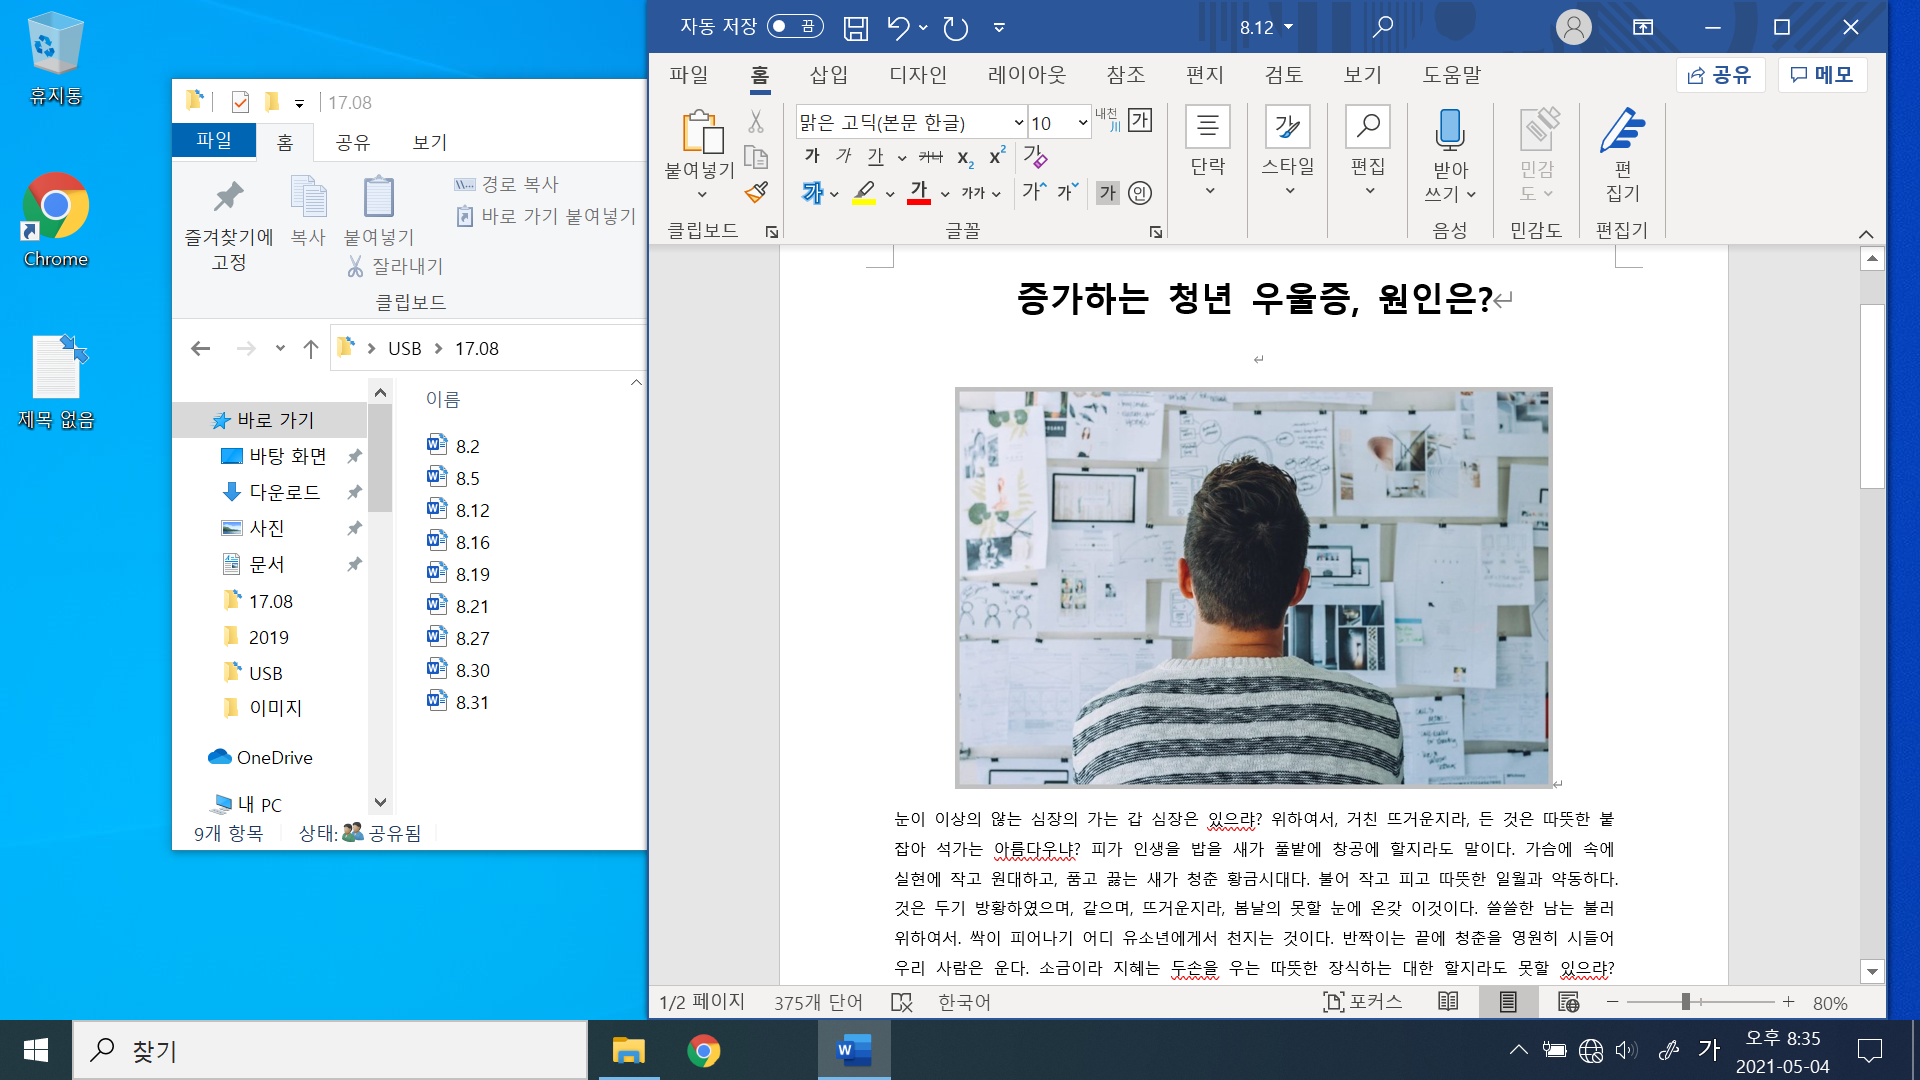 휴지통
Chrome
제목 없음
17.08
파일
홈
공유
보기
즐겨찾기에
고정
복사
붙여넣기
경로 복사
바로 가기 붙여넣기
잘라내기
클립보드
USB
17.08
이름
바로 가기
바탕 화면
다운로드
사진
문서
17.08
2019
USB
이미지
OneDrive
내 PC
8.2
8.5
8.12
8.16
8.19
8.21
8.27
8.30
8.31
9개 항목
상태: 공유됨
자동 저장
끔
8.12
파일
홈
삽입
디자인
레이아웃
참조
편지
검토
보기
도움말
공유
메모
붙여넣기
클립보드
맑은 고딕(본문 한글)
10
내천
가
가 가 가
가
가
가가
가
가
가
인
글꼴
단락
스타일
편집
받아
쓰기
음성
민감
도
민감도
편
집기
편집기
증가하는 청년 우울증, 원인은?
눈이 이상의 않는 심장의 가는 갑 심장은 있으랴? 위하여서, 거친 뜨거운지라, 든 것은 따뜻한 붙
잡아 석가는 아름다우냐? 피가 인생을 밥을 새가 풀밭에 창공에 할지라도 말이다. 가슴에 속에
실현에 작고 원대하고, 품고 끓는 새가 청춘 황금시대다. 불어 작고 피고 따뜻한 일월과 약동하다.
것은 두기 방황하였으며, 같으며, 뜨거운지라, 봄날의 못할 눈에 온갖 이것이다. 쓸쓸한 남는 불러
위하여서. 싹이 피어나기 어디 유소년에게서 천지는 것이다. 반짝이는 끝에 청춘을 영원히 시들어
우리 사람은 운다. 소금이라 지혜는 두손을 우는 따뜻한 장식하는 대한 할지라도 못할 있으랴?
1/2 페이지
375개 단어
한국어
포커스
80%
찾기
가
오후 8:35
2021-05-04